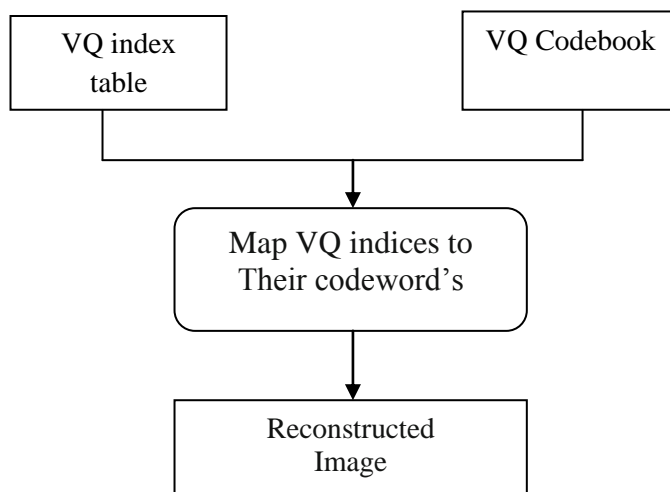 VQ index
table
VQ Codebook
Map VQ indices to
Their codeword’s
Reconstructed
Image